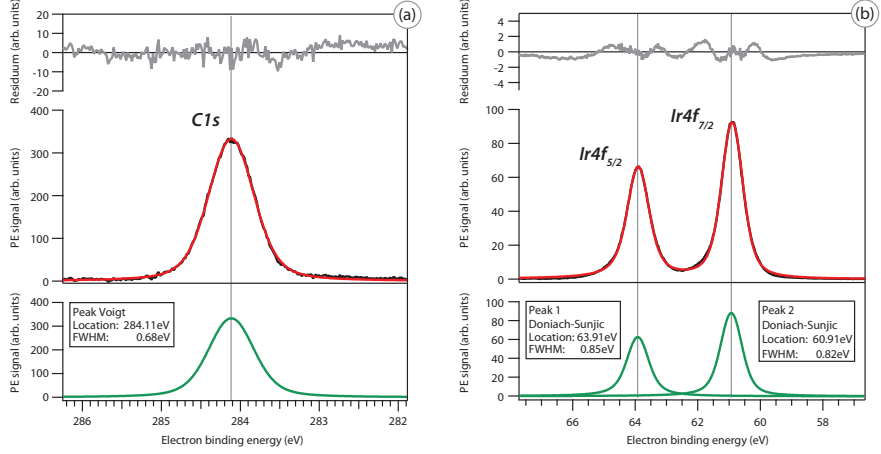 (a)
20
10
0
-10
-20
Residuum (arb. units)
400
300
200
100
0
PE signal (arb. units)
C1s
400
300
200
100
0
PE signal (arb. units)
Peak Voigt
Location: 284.11eV
FWHM: 0.68eV
286 285 284 283 282
Electron binding energy (eV)
(b)
4
2
0
-2
-4
Residuum (arb. units)
100
80
60
40
20
0
PE signal (arb. units)
Ir4f5/2
Ir4f7/2
100
80
60
40
20
0
PE signal (arb. units)
Peak 1
Doniach-Sunjic
Location: 63.91eV
FWHM: 0.85eV
Peak 2
Doniach-Sunjic
Location: 60.91eV
FWHM: 0.82eV
66 64 62 60 58
Electron binding energy (eV)